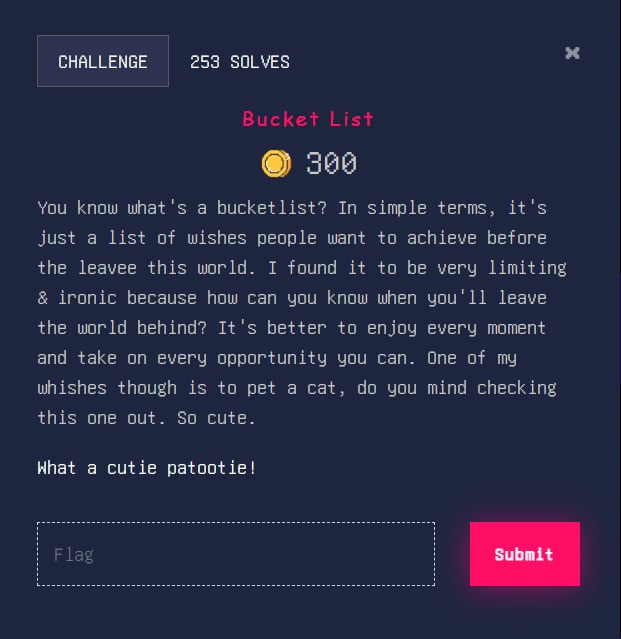 CHALLENGE
253 SOLVES
✖
Bucket List
300
You know what's a bucketlist? In simple terms, it's
just a list of wishes people want to achieve before
the leavee this world. I found it to be very limiting
& ironic because how can you know when you'll leave
the world behind? It's better to enjoy every moment
and take on every opportunity you can. One of my
whishes though is to pet a cat, do you mind checking
this one out. So cute.
What a cutie patootie!
Flag
Submit